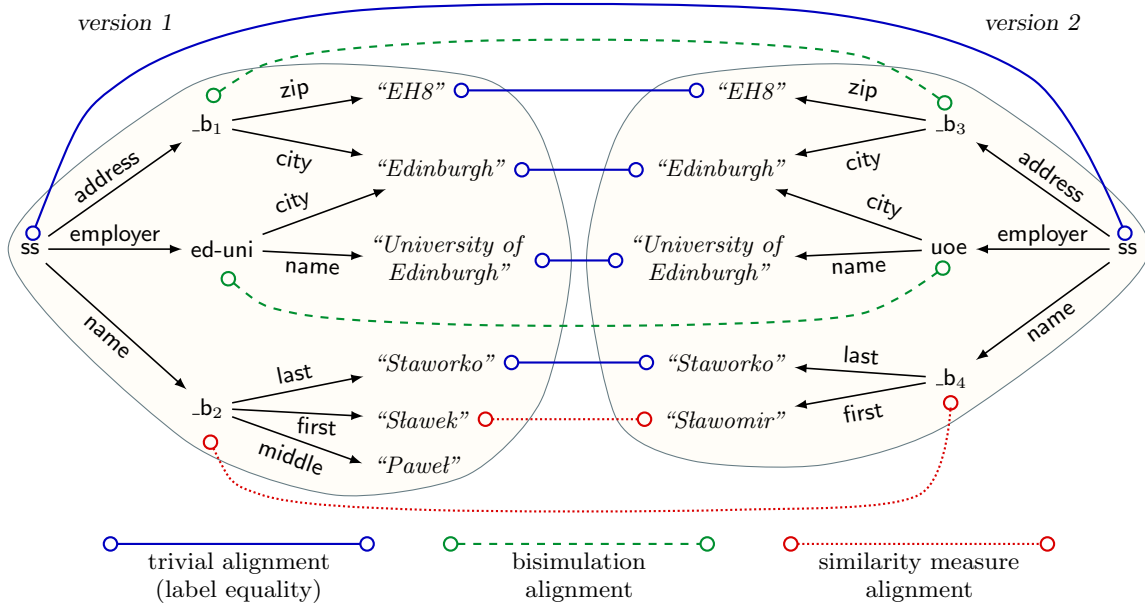 version 1
version 2
zip
“EH8”
“EH8”
zip
_b1
_b3
address
city
“Edinburgh”
“Edinburgh”
city
address
city
city
ss
employer
ed-uni
name
“University of
Edinburgh”
“University of
Edinburgh”
name
uoe
employer
ss
name
name
last
“Staworko”
“Staworko”
last
_b2
_b4
first
“Sławek”
“Sławomir”
first
middle
“Paweł”
trivial alignment
(label equality)
bisimulation
alignment
similarity measure
alignment